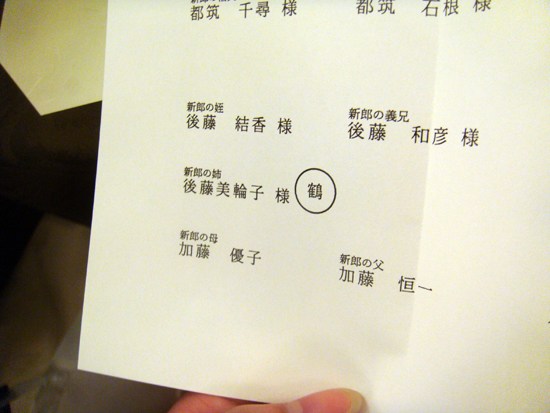 都筑 千尋 様
都筑 石根 様
新郎の姪
後藤 結香 様
新郎の義兄
後藤 和彦 様
新郎の姉
後藤美輪子 様
鶴
新郎の母
加藤 優子
新郎の父
加藤 恒一